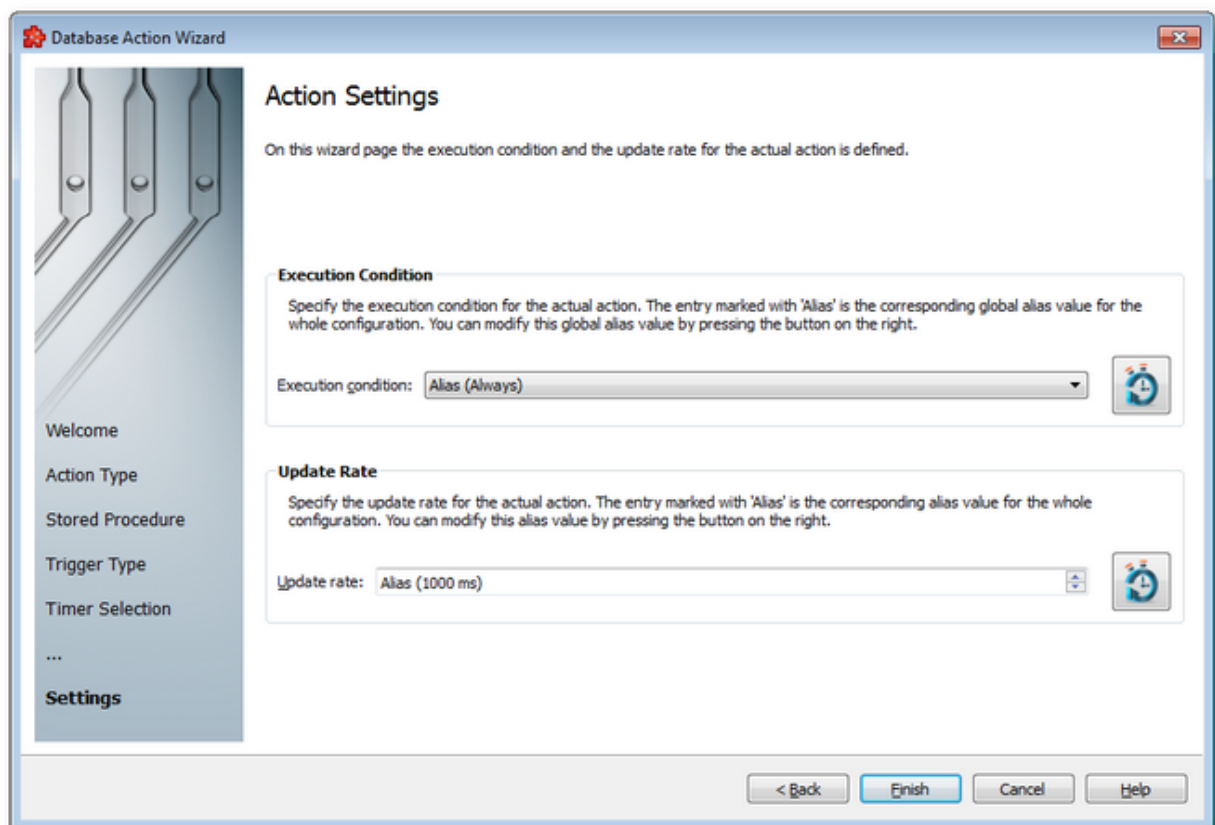 Database Action Wizard
Action Settings
On this wizard page the execution condition and the update rate for the actual action is defined.
Execution Condition
Specify the execution condition for the actual action. The entry marked with 'Alias' is the corresponding global alias value for the
whole configuration. You can modify this global alias value by pressing the button on the right.
Execution condition: Alias (Always)
Welcome
Action Type
Stored Procedure
Trigger Type
Timer Selection
...
Settings
Update Rate
Specify the update rate for the actual action. The entry marked with 'Alias' is the corresponding alias value for the whole
configuration. You can modify this alias value by pressing the button on the right.
Update rate: Alias (1000 ms)
< Back Finish Cancel Help